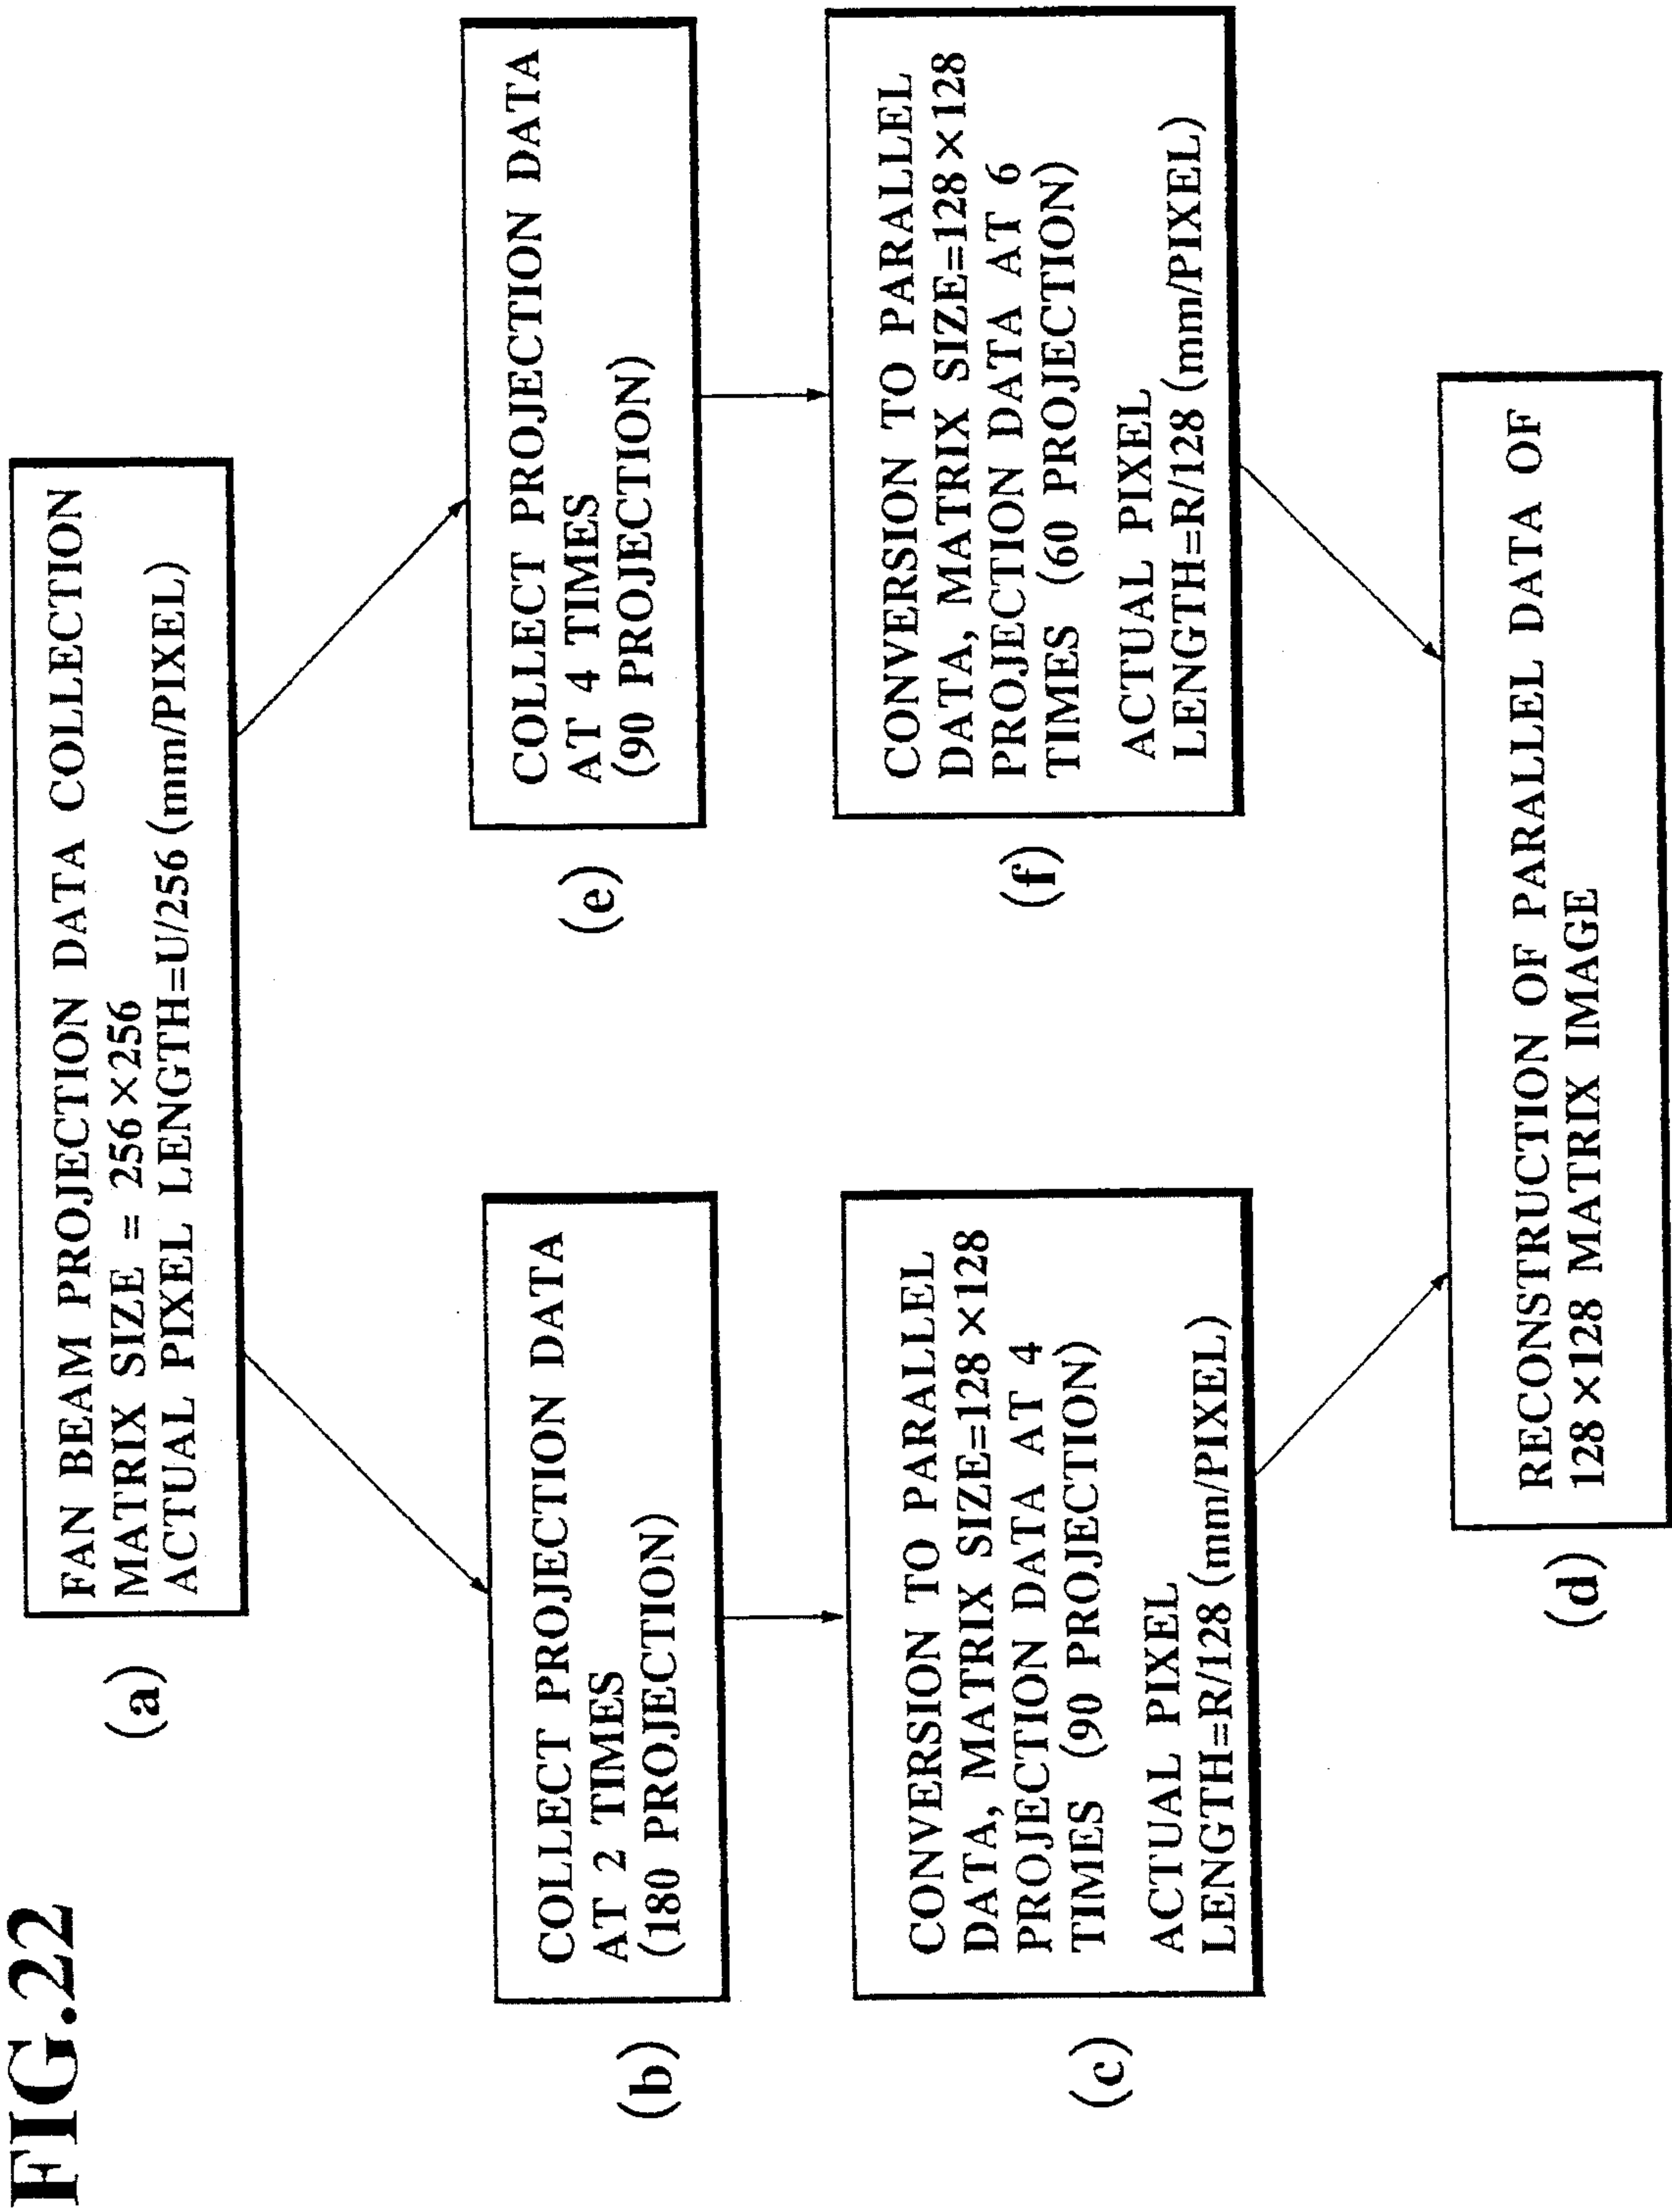 FIG.22
(a)
FAN BEAM PROJECTION DATA COLLECTION
MATRIX SIZE = 256×256
ACTUAL PIXEL LENGTH=U/256 (mm/PIXEL)
(b)
COLLECT PROJECTION DATA
AT 2 TIMES
(180 PROJECTION)
(c)
CONVERSION TO PARALLEL
DATA, MATRIX SIZE=128×128
PROJECTION DATA AT 4
TIMES (90 PROJECTION)
ACTUAL PIXEL
LENGTH=R/128 (mm/PIXEL)
(e)
COLLECT PROJECTION DATA
AT 4 TIMES
(90 PROJECTION)
(f)
CONVERSION TO PARALLEL
DATA, MATRIX SIZE=128×128
PROJECTION DATA AT 6
TIMES (60 PROJECTION)
ACTUAL PIXEL
LENGTH=R/128 (mm/PIXEL)
(d)
RECONSTRUCTION OF PARALLEL DATA OF
128×128 MATRIX IMAGE